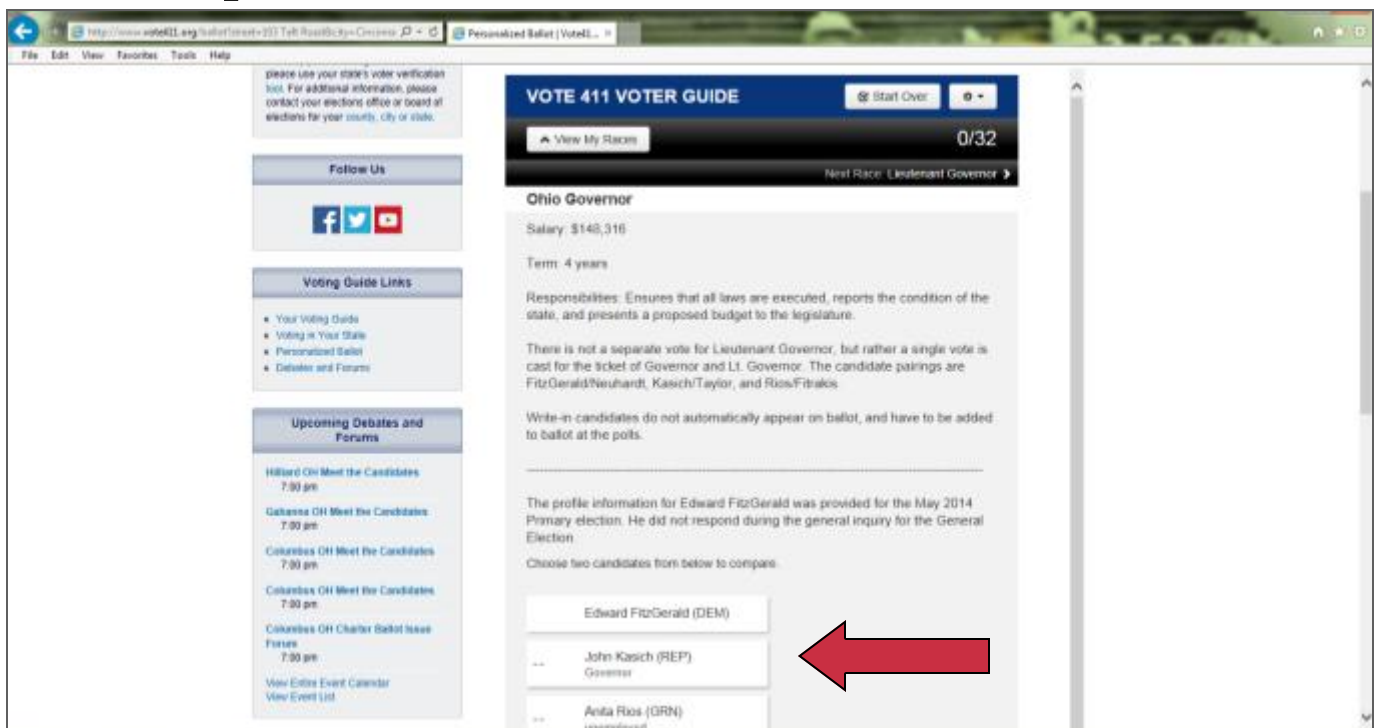 http://www.vote411.org/ballot?street=
Personalized Ballot | Vote41...
File Edit View Favorites Tools Help
please use your state's voter verification
tool. For additional information, please
contact your elections office or board of
elections for your county, city or state.
Follow Us
Voting Guide Links
Your Voting Guide
Voting in Your State
Personalized Ballot
Debates and Forums
Upcoming Debates and
Forums
Hilliard OH Meet the Candidates
7:00 pm
Gahanna OH Meet the Candidates
7:00 pm
Columbus OH Meet the Candidates
7:00 pm
Columbus OH Meet the Candidates
7:00 pm
Columbus OH Charter Ballot Issue
Forum
7:00 pm
View Entire Event Calendar
View Event List
VOTE 411 VOTER GUIDE
Start Over
View My Races
0/32
Next Race: Lieutenant Governor
Ohio Governor
Salary: $148,316
Term: 4 years
Responsibilities: Ensures that all laws are executed, reports the condition of the
state, and presents a proposed budget to the legislature.
There is not a separate vote for Lieutenant Governor, but rather a single vote is
cast for the ticket of Governor and Lt. Governor. The candidate pairings are
FitzGerald/Neuhardt, Kasich/Taylor, and Rios/Fitrakis.
Write-in candidates do not automatically appear on ballot, and have to be added
to ballot at the polls.
The profile information for Edward FitzGerald was provided for the May 2014
Primary election. He did not respond during the general inquiry for the General
Election.
Choose two candidates from below to compare.
Edward FitzGerald (DEM)
-- John Kasich (REP)
Governor
-- Anita Rios (GRN)
unemployed